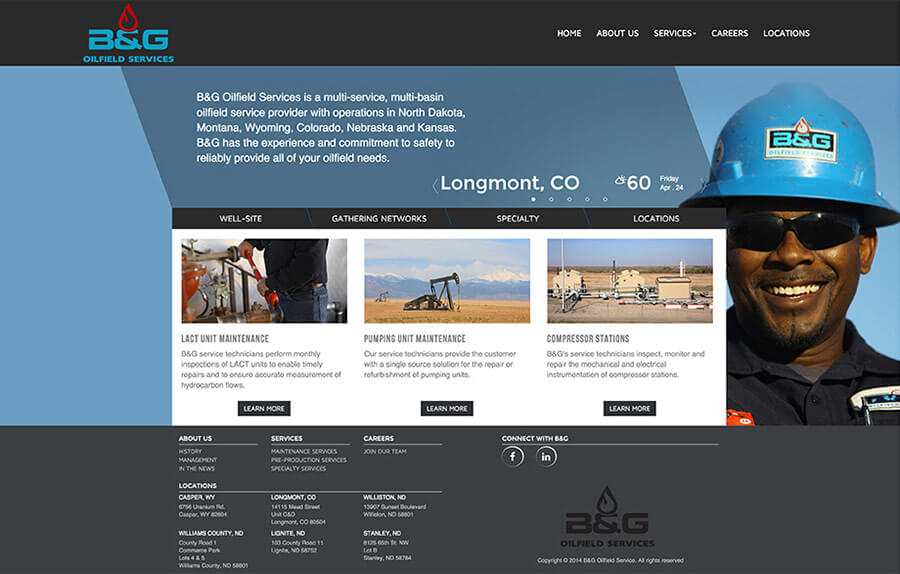 B&G
OILFIELD SERVICES
HOME ABOUT US SERVICES CAREERS LOCATIONS
B&G Oilfield Services is a multi-service, multi-basin
oilfield service provider with operations in North Dakota,
Montana, Wyoming, Colorado, Nebraska and Kansas.
B&G has the experience and commitment to safety to
reliably provide all of your oilfield needs.
B&G
OILFIELD SERVICES
Longmont, CO 60 Friday
Apr . 24
WELL-SITE GATHERING NETWORKS SPECIALTY LOCATIONS
LACT UNIT MAINTENANCE
B&G service technicians perform monthly
inspections of LACT units to enable timely
repairs and to ensure accurate measurement of
hydrocarbon flows.
LEARN MORE
PUMPING UNIT MAINTENANCE
Our service technicians provide the customer
with a single source solution for the repair or
refurbishment of pumping units.
LEARN MORE
COMPRESSOR STATIONS
B&G's service technicians inspect, monitor and
repair the mechanical and electrical
instrumentation of compressor stations.
LEARN MORE
ABOUT US
HISTORY
MANAGEMENT
IN THE NEWS
SERVICES
MAINTENANCE SERVICES
PRE-PRODUCTION SERVICES
SPECIALTY SERVICES
CAREERS
JOIN OUR TEAM
CONNECT WITH B&G
f in
LOCATIONS
CASPER, WY
6756 Uranium Rd.
Casper, WY 82604
LONGMONT, CO
14115 Mead Street
Unit C&D
Longmont, CO 80504
WILLISTON, ND
13907 Sunset Boulevard
Williston, ND 58801
WILLIAMS COUNTY, ND
County Road 1
Commerce Park
Lots 4 & 5
Williams County, ND 58801
LIGNITE, ND
103 County Road 11
Lignite, ND 58752
STANLEY, ND
8125 65th St. NW
Lot B
Stanley, ND 58784
B&G
OILFIELD SERVICES
Copyright © 2014 B&G Oilfield Service. All rights reserved